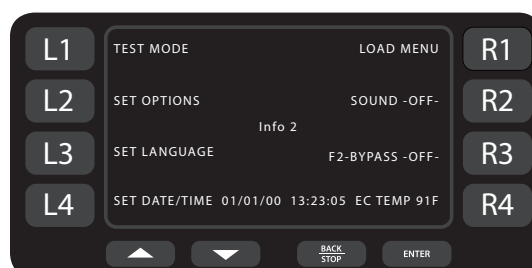 L1 TEST MODE LOAD MENU R1
L2 SET OPTIONS SOUND -OFF- R2
Info 2
L3 SET LANGUAGE F2-BYPASS -OFF- R3
L4 SET DATE/TIME 01/01/00 13:23:05 EC TEMP 91F R4
BACK
STOP
ENTER